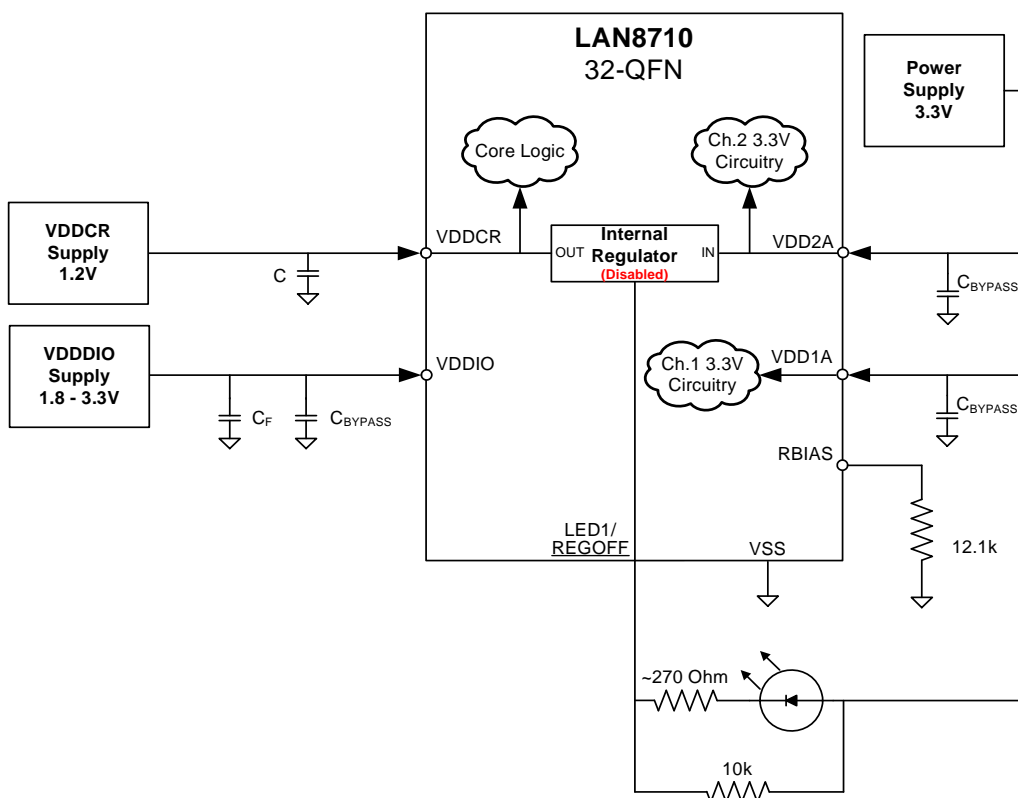 LAN8710
32-QFN
Power
Supply
3.3V
Core Logic
Ch.2 3.3V
Circuitry
VDDCR
Supply
1.2V
VDDCR
OUT
Internal
Regulator
(Disabled)
IN
VDD2A
C
CBYPASS
VDDDIO
Supply
1.8 - 3.3V
VDDIO
Ch.1 3.3V
Circuitry
VDD1A
CF
CBYPASS
CBYPASS
RBIAS
12.1k
LED1/
REGOFF
VSS
~270 Ohm
10k